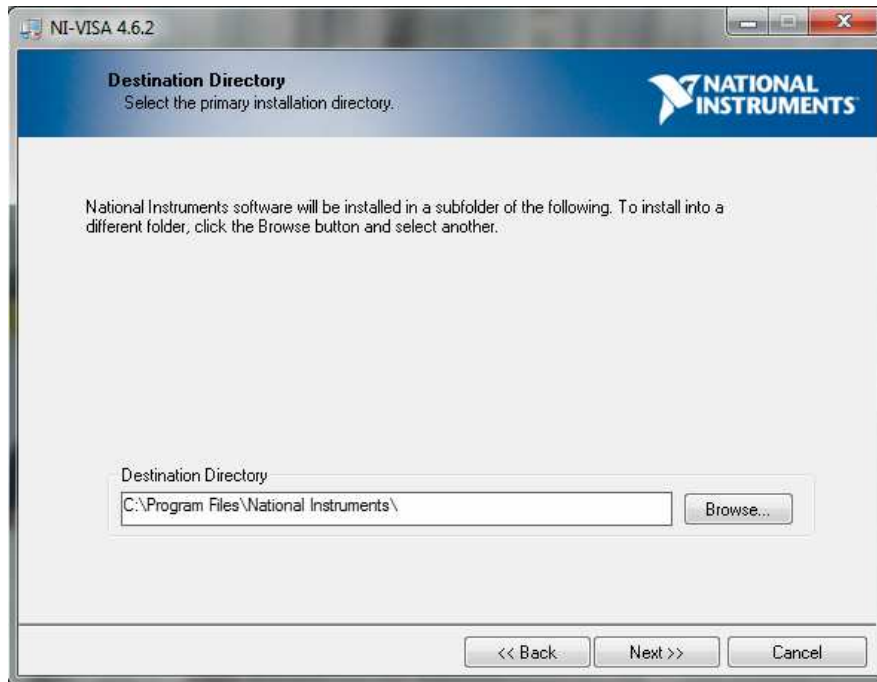 NI-VISA 4.6.2
Destination Directory
Select the primary installation directory.
NATIONAL
INSTRUMENTS
National Instruments software will be installed in a subfolder of the following. To install into a
different folder, click the Browse button and select another.
Destination Directory
C:\Program Files\National Instruments\
Browse...
<< Back
Next >>
Cancel